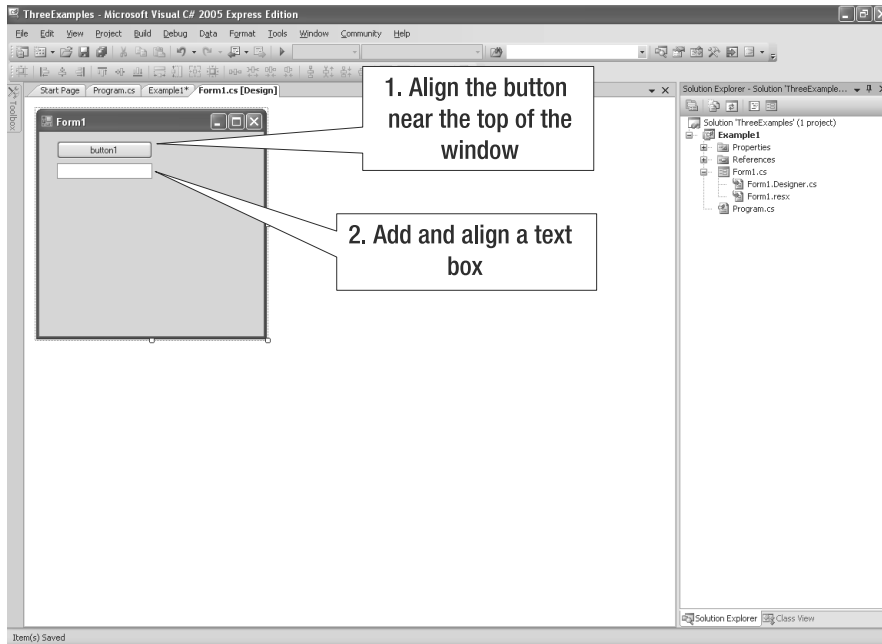 ThreeExamples - Microsoft Visual C# 2005 Express Edition
File Edit View Project Build Debug Data Format Tools Window Community Help
Toolbox
Start Page Program.cs Example1* Form1.cs [Design]
Form1
button1
1. Align the button
near the top of the
window
2. Add and align a text
box
Solution Explorer - Solution 'ThreeExample...
Solution 'ThreeExamples' (1 project)
Example1
Properties
References
Form1.cs
Form1.Designer.cs
Form1.resx
Program.cs
Solution Explorer Class View
Item(s) Saved